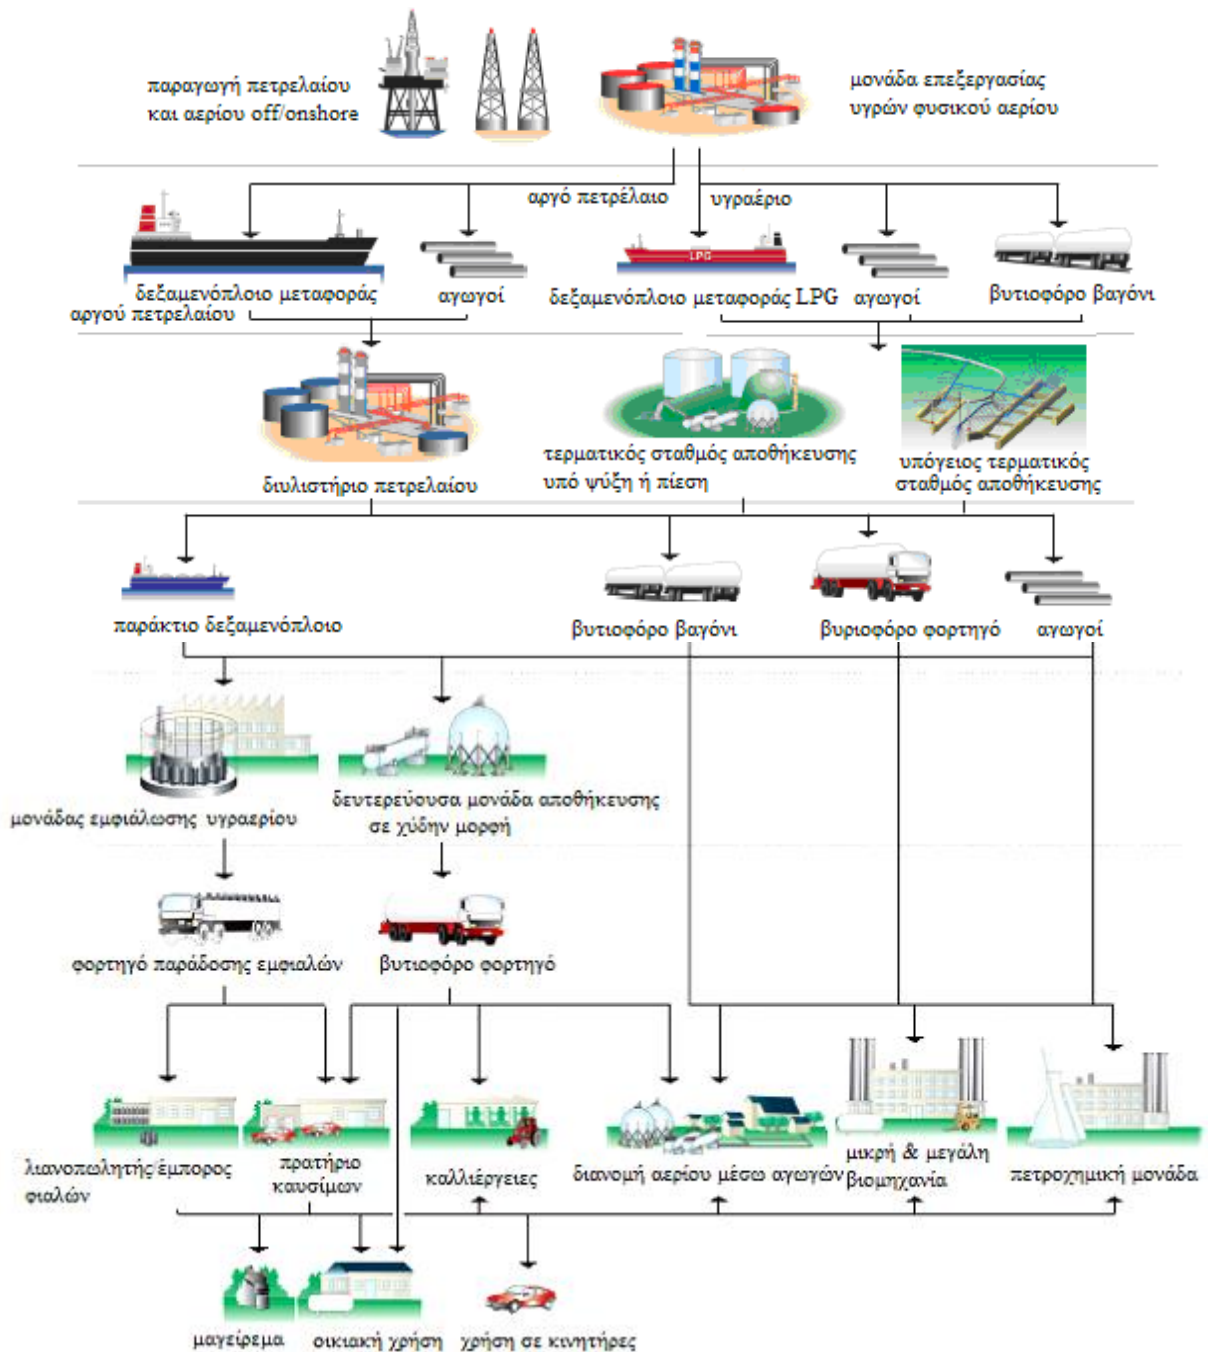 παραγωγή πετρελαίου
και αερίου off/onshore
μονάδα επεξεργασίας
υγρών φυσικού αερίου
αργό πετρέλαιο
υγραέριο
LPG
δεξαμενόπλοιο μεταφοράς
αργού πετρελαίου
αγωγοί
δεξαμενόπλοιο μεταφοράς LPG
αγωγοί
βυτιοφόρο βαγόνι
διυλιστήριο πετρελαίου
τερματικός σταθμός αποθήκευσης
υπό ψύξη ή πίεση
υπόγειος τερματικός
σταθμός αποθήκευσης
παράκτιο δεξαμενόπλοιο
βυτιοφόρο βαγόνι
βυριοφόρο φορτηγό
αγωγοί
μονάδας εμφιάλωσης υγραερίου
δευτερεύουσα μονάδα αποθήκευσης
σε χύδην μορφή
φορτηγό παράδοσης εμφιαλών
βυτιοφόρο φορτηγό
λιανοπωλητής/έμπορος
φιαλών
πρατήριο
καυσίμων
καλλιέργειες
διανομή αερίου μέσω αγωγών
μικρή & μεγάλη
βιομηχανία
πετροχημική μονάδα
μαγείρεμα
οικιακή χρήση
χρήση σε κινητήρες